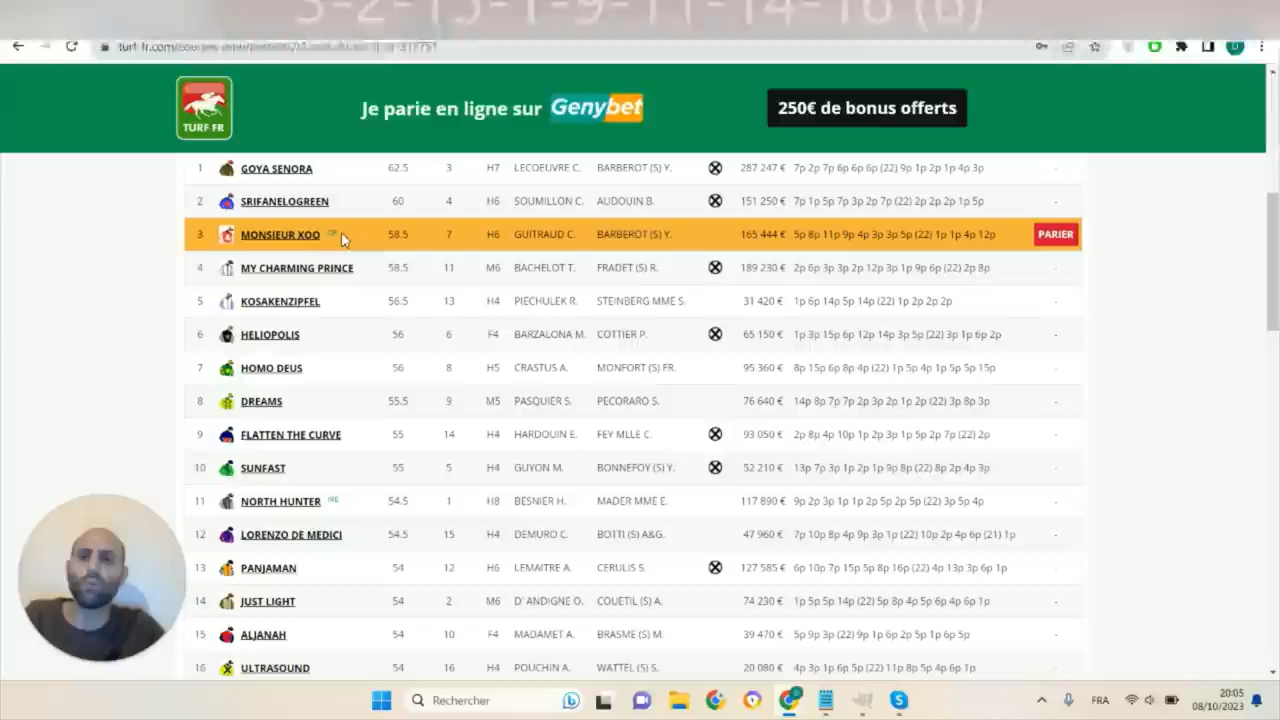 3-2-15-1-9-11-14-16 (6)
Je parie en ligne sur Genybet
250€ de bonus offerts
TURF FR
1 GOYA SENORA 62.5 3 H7 LECOEUVRE C. BARBEROT (S) Y. 287 247 € 7p 2p 7p 6p 6p 6p (22) 9p 1p 2p 1p 4p 3p -
2 SRIFANELOGREEN 60 4 H6 SOUMILLON C. AUDOUIN B. 151 250 € 7p 1p 5p 7p 3p 2p 7p (22) 2p 2p 2p 1p 5p -
3 MONSIEUR XOO 58.5 7 H6 GUITRAUD C. BARBEROT (S) Y. 165 444 € 5p 8p 11p 9p 4p 3p 3p 5p (22) 1p 1p 4p 12p PARIER
4 MY CHARMING PRINCE 58.5 11 M6 BACHELOT T. FRADET (S) R. 189 230 € 2p 6p 3p 3p 2p 12p 3p 1p 9p 6p (22) 2p 8p -
5 KOSAKENZIPFEL 56.5 13 H4 PIECHULEK R. STEINBERG MME S. 31 420 € 1p 6p 14p 5p 14p (22) 1p 2p 2p 2p -
6 HELIOPOLIS 56 6 F4 BARZALONA M. COTTIER P. 65 150 € 1p 3p 15p 6p 12p 14p 3p 5p (22) 3p 1p 6p 2p -
7 HOMO DEUS 56 8 H5 CRASTUS A. MONFORT (S) FR. 95 360 € 8p 15p 6p 8p 4p (22) 1p 5p 4p 1p 5p 5p 15p -
8 DREAMS 55.5 9 M5 PASQUIER S. PECORARO S. 76 640 € 14p 8p 7p 7p 2p 3p 2p 1p 2p (22) 3p 8p 3p -
9 FLATTEN THE CURVE 55 14 H4 HARDOUIN E. FEY MLLE C. 93 050 € 2p 8p 4p 10p 1p 2p 3p 1p 5p 2p 7p (22) 2p -
10 SUNFAST 55 5 H4 GUYON M. BONNEFOY (S) Y. 52 210 € 13p 7p 3p 1p 2p 1p 9p 8p (22) 8p 2p 4p 3p -
11 NORTH HUNTER IRE 54.5 1 H8 BESNIER H. MADER MME E. 117 890 € 9p 2p 3p 1p 1p 2p 5p 2p 5p (22) 3p 5p 4p -
12 LORENZO DE MEDICI 54.5 15 H4 DEMURO C. BOTTI (S) A&G. 47 960 € 7p 10p 8p 4p 9p 3p 1p (22) 10p 2p 4p 6p (21) 1p -
13 PANJAMAN 54 12 H6 LEMAITRE A. CERULIS S. 127 585 € 6p 10p 7p 15p 5p 8p 16p (22) 4p 13p 3p 6p 1p -
14 JUST LIGHT 54 2 M6 D' ANDIGNE O. COUETIL (S) A. 74 230 € 1p 5p 5p 14p (22) 5p 8p 4p 5p 6p 4p 6p 1p -
15 ALJANAH 54 10 F4 MADAMET A. BRASME (S) M. 39 470 € 5p 9p 3p (22) 9p 1p 6p 2p 5p 1p 6p 5p -
16 ULTRASOUND 54 16 H4 POUCHIN A. WATTEL (S) S. 20 080 € 4p 3p 1p 6p 5p (22) 11p 8p 5p 4p 6p 1p -
Rechercher
FRA
20:05
08/10/2023